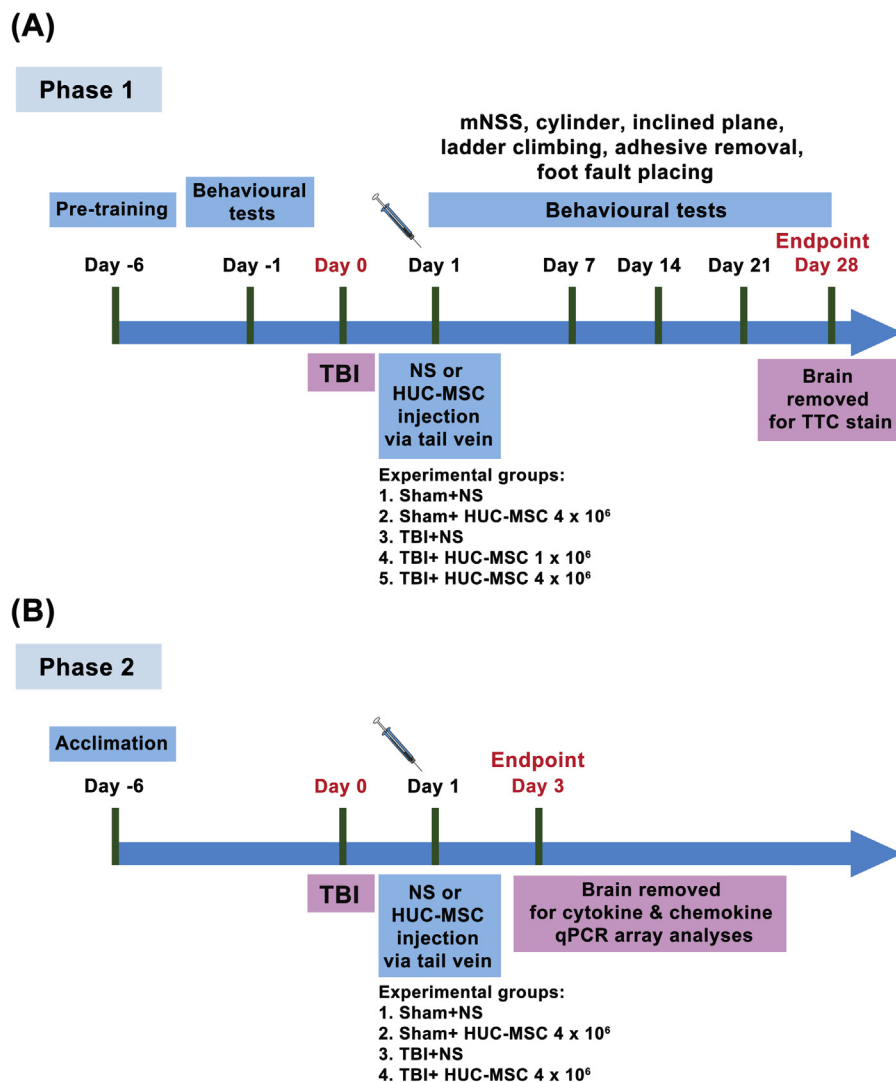 (A)
Phase 1
mNSS, cylinder, inclined plane,
ladder climbing, adhesive removal,
foot fault placing
Pre-training
Behavioural
tests
Behavioural tests
Day -6
Day -1
Day 0
Day 1
Day 7
Day 14
Day 21
Endpoint
Day 28
TBI
NS or
HUC-MSC
injection
via tail vein
Brain
removed
for TTC stain
Experimental groups:
1. Sham+NS
2. Sham+ HUC-MSC 4 x 10⁶
3. TBI+NS
4. TBI+ HUC-MSC 1 x 10⁶
5. TBI+ HUC-MSC 4 x 10⁶
(B)
Phase 2
Acclimation
Day -6
Day 0
Day 1
Endpoint
Day 3
TBI
NS or
HUC-MSC
injection
via tail vein
Brain removed
for cytokine & chemokine
qPCR array analyses
Experimental groups:
1. Sham+NS
2. Sham+ HUC-MSC 4 x 10⁶
3. TBI+NS
4. TBI+ HUC-MSC 4 x 10⁶